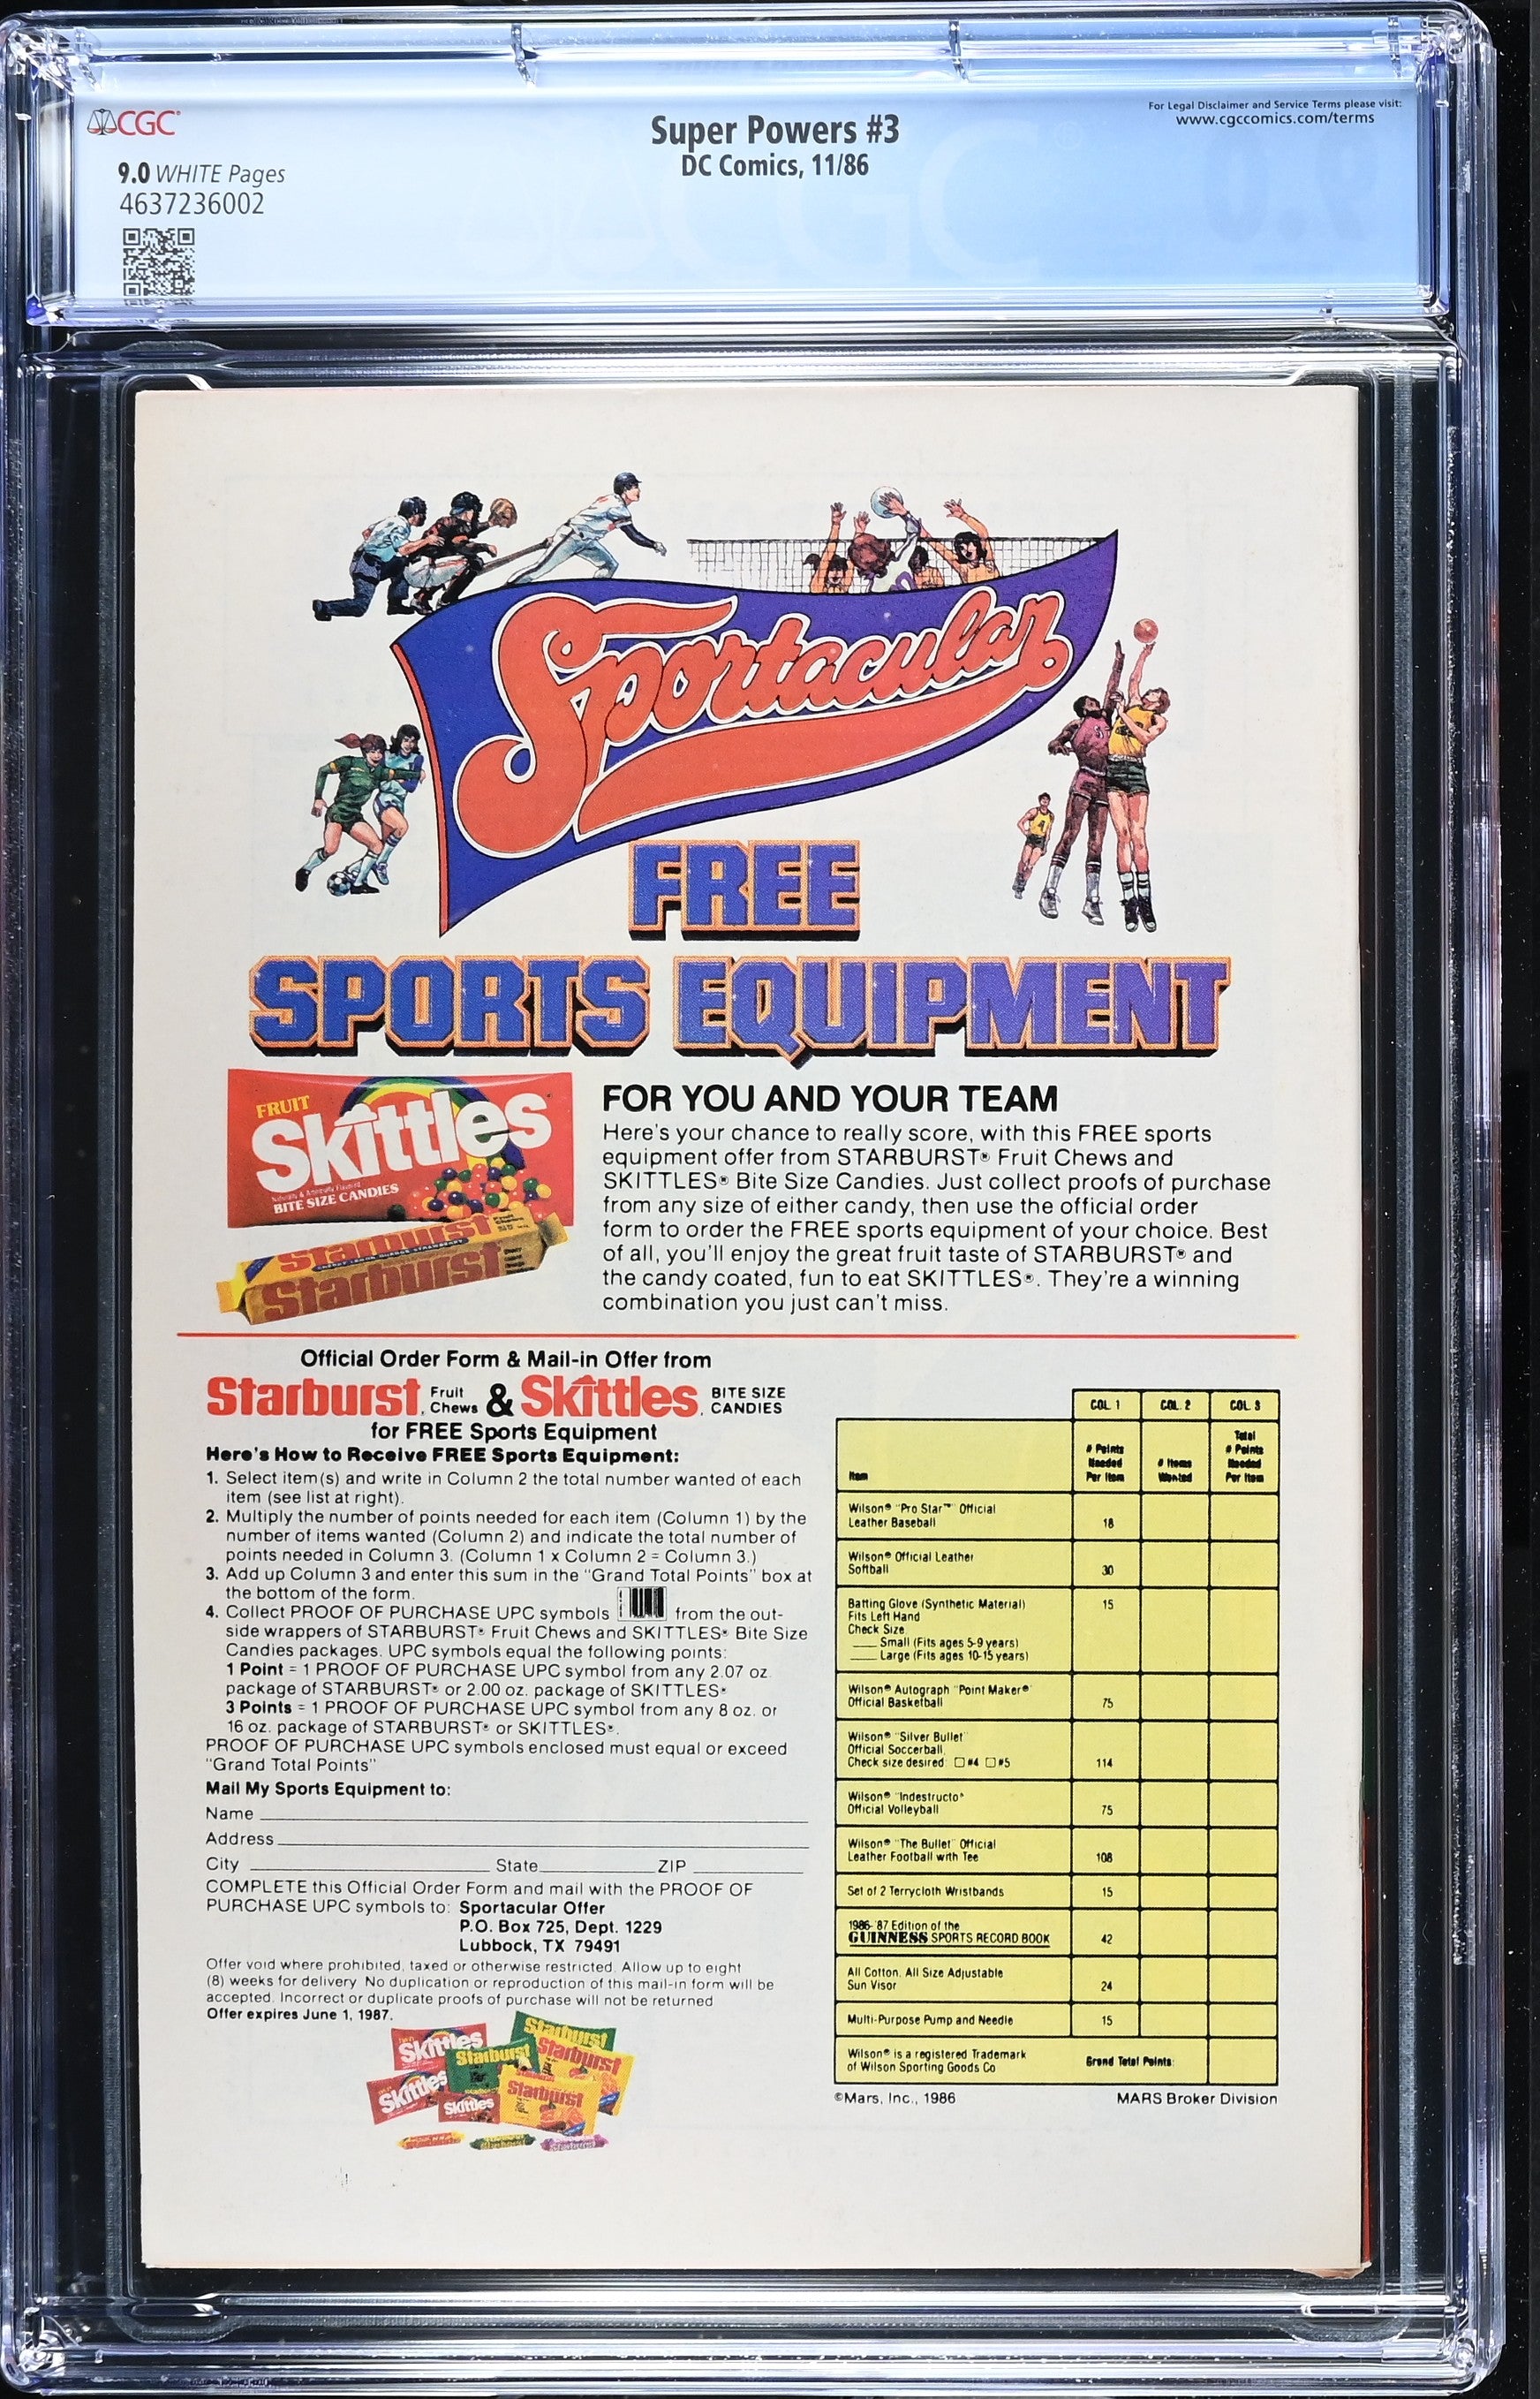 CGC
9.0 WHITE Pages
4637236002
Super Powers #3
DC Comics, 11/86
For Legal Disclaimer and Service Terms please visit:
www.cgccomics.com/terms
Sportacular
FREE
SPORTS EQUIPMENT
FRUIT
Skittles
BITE SIZE CANDIES
Starburst
Starburst
FOR YOU AND YOUR TEAM
Here's your chance to really score, with this FREE sports
equipment offer from STARBURST® Fruit Chews and
SKITTLES® Bite Size Candies. Just collect proofs of purchase
from any size of either candy, then use the official order
form to order the FREE sports equipment of your choice. Best
of all, you'll enjoy the great fruit taste of STARBURST® and
the candy coated, fun to eat SKITTLES®. They're a winning
combination you just can't miss.
Official Order Form & Mail-in Offer from
Starburst, Fruit Chews & Skittles, BITE SIZE CANDIES
for FREE Sports Equipment
Here's How to Receive FREE Sports Equipment:
1. Select item(s) and write in Column 2 the total number wanted of each
item (see list at right).
2. Multiply the number of points needed for each item (Column 1) by the
number of items wanted (Column 2) and indicate the total number of
points needed in Column 3. (Column 1 x Column 2 = Column 3.)
3. Add up Column 3 and enter this sum in the "Grand Total Points" box at
the bottom of the form.
4. Collect PROOF OF PURCHASE UPC symbols from the out-
side wrappers of STARBURST® Fruit Chews and SKITTLES® Bite Size
Candies packages. UPC symbols equal the following points:
1 Point = 1 PROOF OF PURCHASE UPC symbol from any 2.07 oz.
package of STARBURST® or 2.00 oz. package of SKITTLES®
3 Points = 1 PROOF OF PURCHASE UPC symbol from any 8 oz. or
16 oz. package of STARBURST® or SKITTLES®.
PROOF OF PURCHASE UPC symbols enclosed must equal or exceed
"Grand Total Points"
Mail My Sports Equipment to:
Name
Address
City State ZIP
COMPLETE this Official Order Form and mail with the PROOF OF
PURCHASE UPC symbols to: Sportacular Offer
P.O. Box 725, Dept. 1229
Lubbock, TX 79491
Offer void where prohibited, taxed or otherwise restricted. Allow up to eight
(8) weeks for delivery. No duplication or reproduction of this mail-in form will be
accepted. Incorrect or duplicate proofs of purchase will not be returned
Offer expires June 1, 1987.
Skittles
Starburst
Starburst
Starburst
Skittles
Skittles
Starburst
COL. 1 COL. 2 COL. 3
Item
# Points
Needed
Per Item
# Items
Wanted
Total
# Points
Needed
Per Item
Wilson® "Pro Star™" Official
Leather Baseball 18
Wilson® Official Leather
Softball 30
Batting Glove (Synthetic Material) 15
Fits Left Hand
Check Size
Small (Fits ages 5-9 years)
Large (Fits ages 10-15 years)
Wilson® Autograph "Point Maker®"
Official Basketball 75
Wilson® "Silver Bullet"
Official Soccerball
Check size desired: #4 #5 114
Wilson® "Indestructo"
Official Volleyball 75
Wilson® "The Bullet" Official
Leather Football with Tee 108
Set of 2 Terrycloth Wristbands 15
1986-'87 Edition of the
GUINNESS SPORTS RECORD BOOK 42
All Cotton, All Size Adjustable
Sun Visor 24
Multi-Purpose Pump and Needle 15
Wilson® is a registered Trademark
of Wilson Sporting Goods Co
Grand Total Points:
©Mars, Inc., 1986 MARS Broker Division